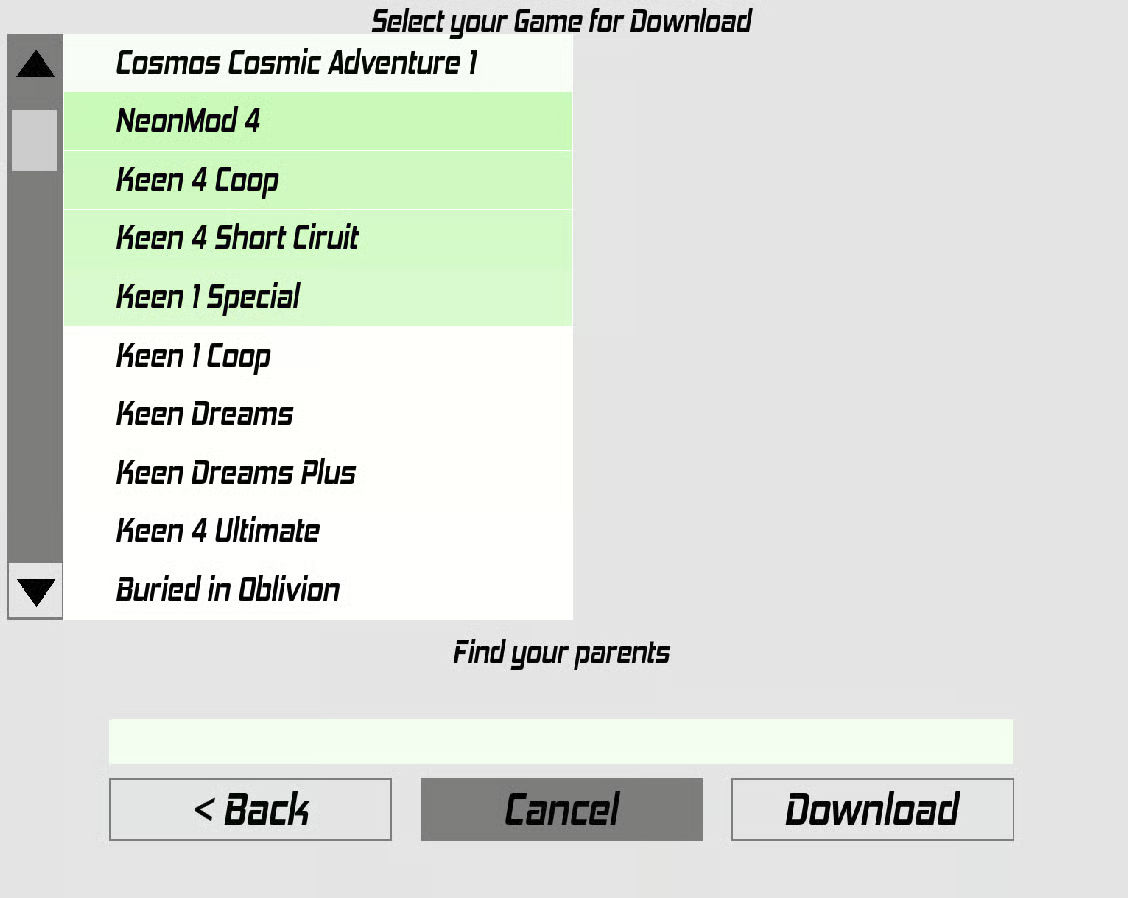 Select your Game for Download
Cosmos Cosmic Adventure 1
NeonMod 4
Keen 4 Coop
Keen 4 Short Ciruit
Keen 1 Special
Keen 1 Coop
Keen Dreams
Keen Dreams Plus
Keen 4 Ultimate
Buried in Oblivion
Find your parents
< Back
Cancel
Download